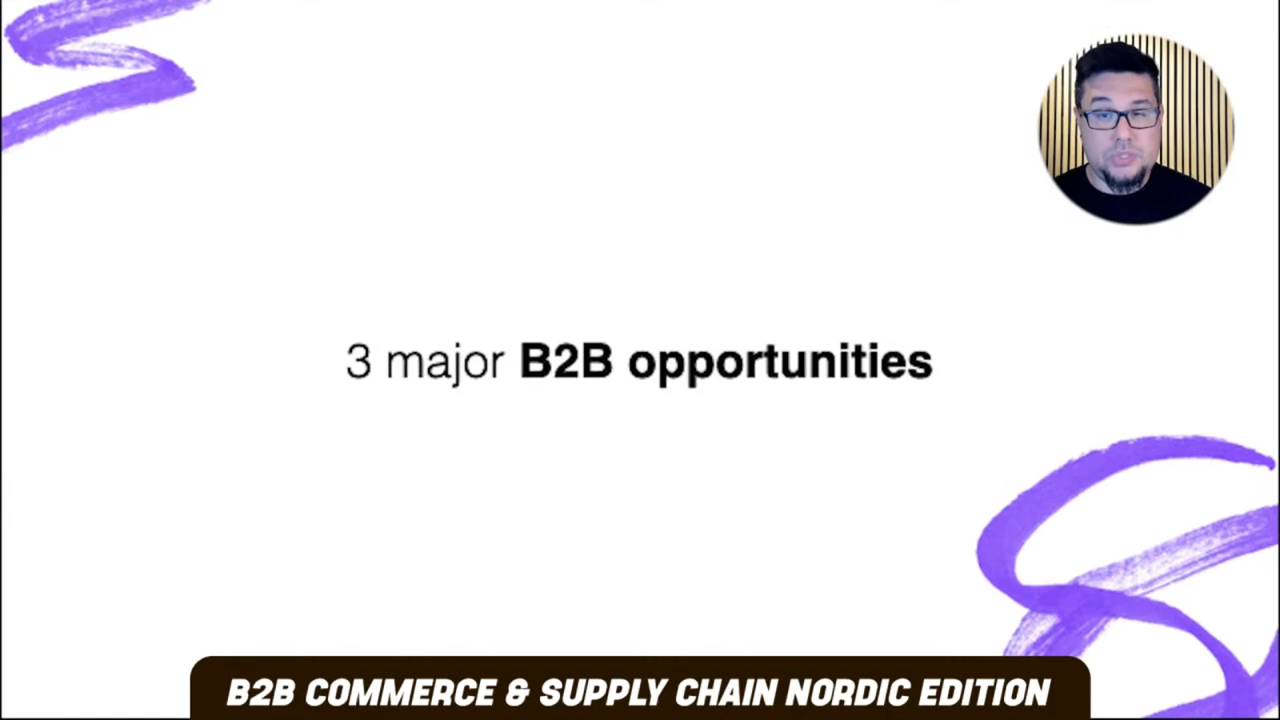 3 major B2B opportunities
B2B COMMERCE & SUPPLY CHAIN NORDIC EDITION